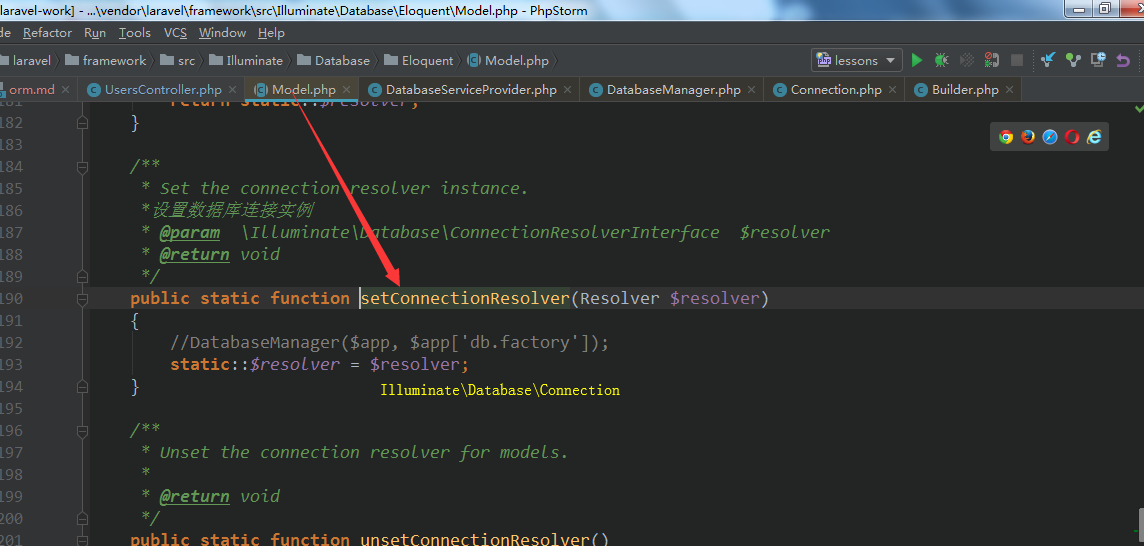 laravel-work] - ...\vendor\laravel\framework\src\Illuminate\Database\Eloquent\Model.php - PhpStorm
de Refactor Run Tools VCS Window Help
laravel framework src Illuminate Database Eloquent Model.php lessons
orm.md UsersController.php Model.php DatabaseServiceProvider.php DatabaseManager.php Connection.php Builder.php
181 return static::$resolver;
182 }
183
184 /**
185 * Set the connection resolver instance.
186 *设置数据库连接实例
187 * @param \Illuminate\Database\ConnectionResolverInterface $resolver
188 * @return void
189 */
190 public static function setConnectionResolver(Resolver $resolver)
191 {
192 //DatabaseManager($app, $app['db.factory']);
193 static::$resolver = $resolver;
194 }
Illuminate\Database\Connection
195
196 /**
197 * Unset the connection resolver for models.
198 *
199 * @return void
200 */
201 public static function unsetConnectionResolver()